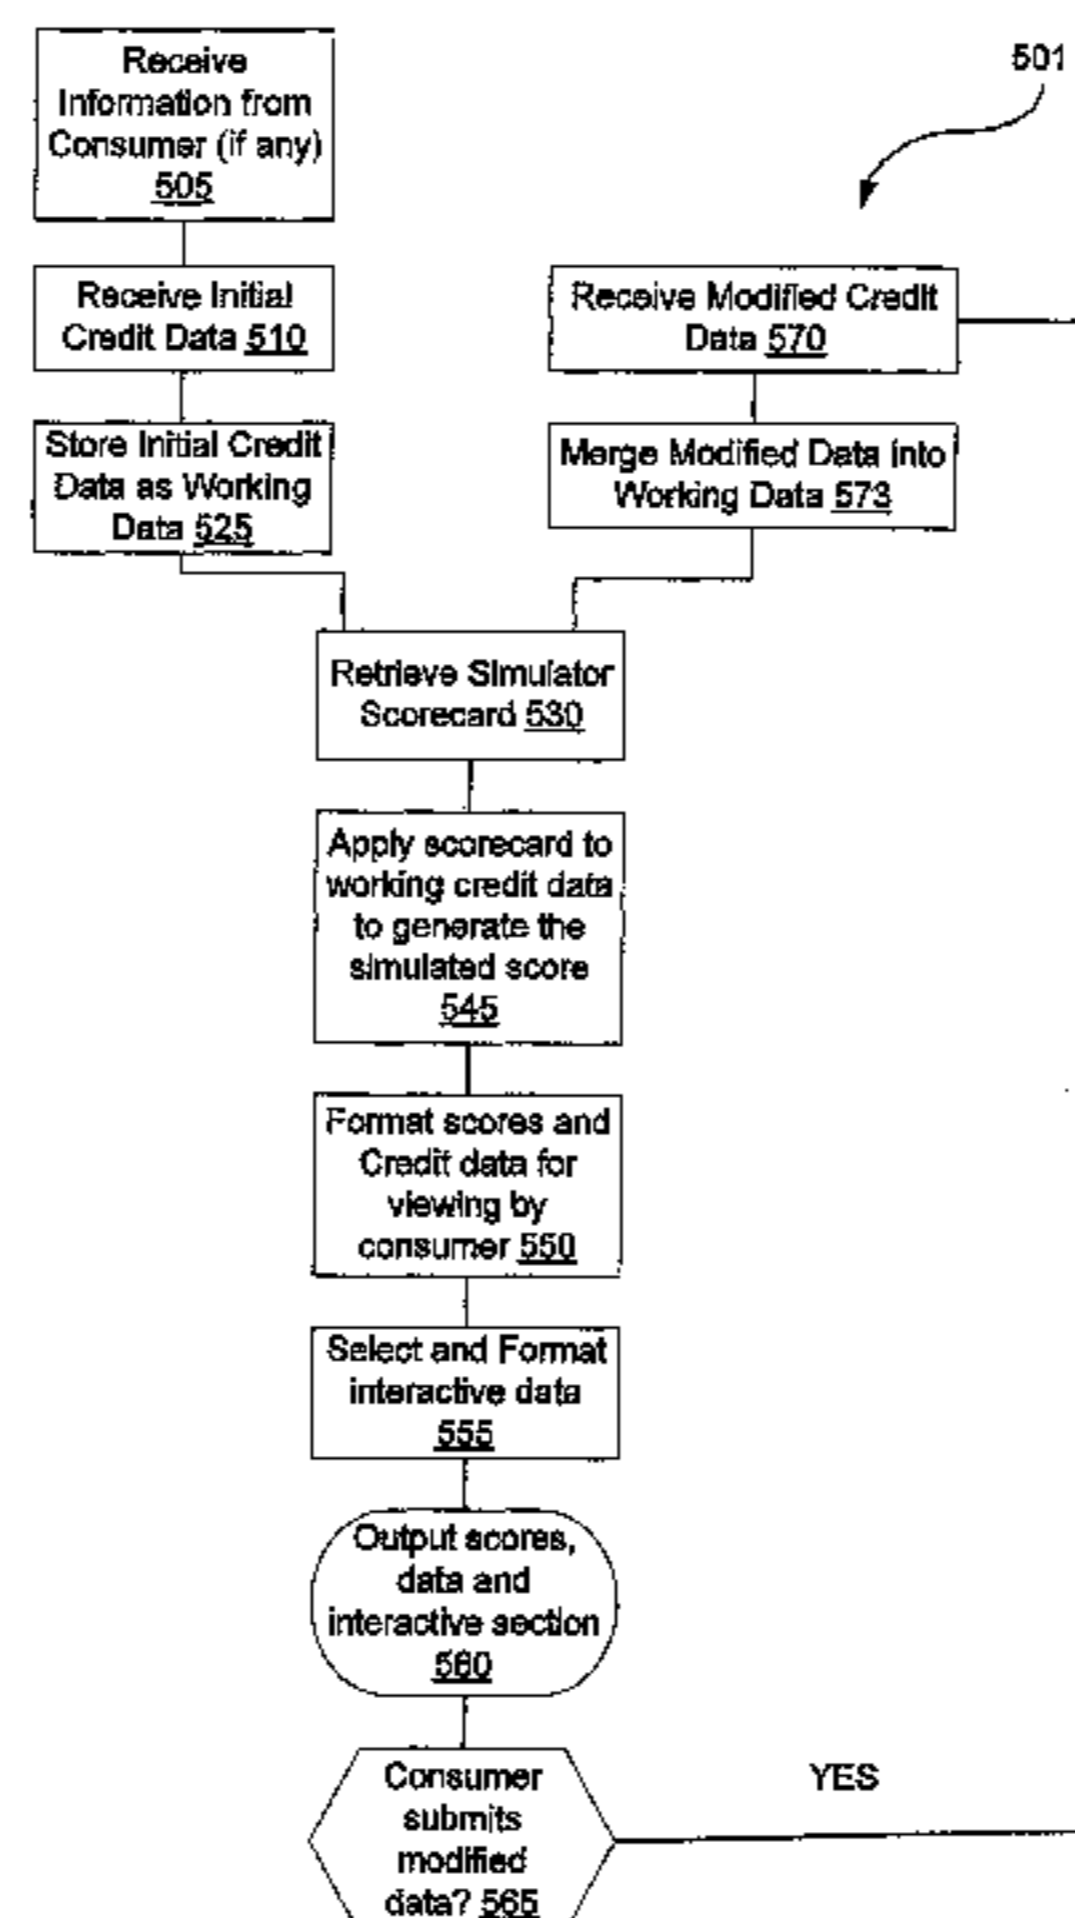 Receive
Information from
Consumer (if any)
505
501
Receive Initial
Credit Data 510
Receive Modified Credit
Data 570
Store Initial Credit
Data as Working
Data 525
Merge Modified Data into
Working Data 573
Retrieve Simulator
Scorecard 530
Apply scorecard to
working credit data
to generate the
simulated score
545
Format scores and
Credit data for
viewing by
consumer 550
Select and Format
interactive data
555
Output scores,
data and
interactive section
560
YES
Consumer
submits
modified
data? 565